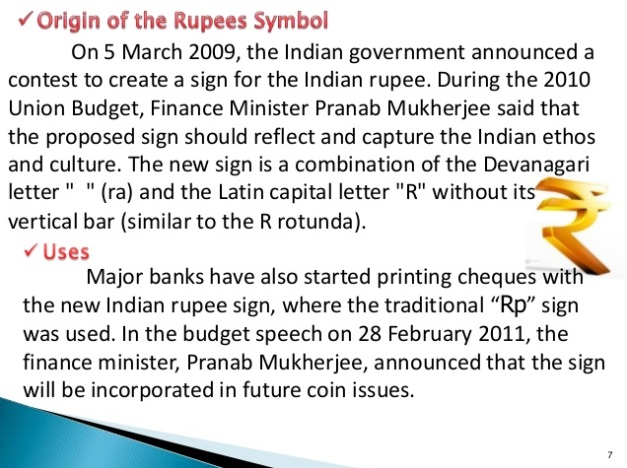 ✓ Origin of the Rupees Symbol
On 5 March 2009, the Indian government announced a
contest to create a sign for the Indian rupee. During the 2010
Union Budget, Finance Minister Pranab Mukherjee said that
the proposed sign should reflect and capture the Indian ethos
and culture. The new sign is a combination of the Devanagari
letter " " (ra) and the Latin capital letter "R" without its
vertical bar (similar to the R rotunda).
✓ Uses
Major banks have also started printing cheques with
the new Indian rupee sign, where the traditional “Rp” sign
was used. In the budget speech on 28 February 2011, the
finance minister, Pranab Mukherjee, announced that the sign
will be incorporated in future coin issues.
7